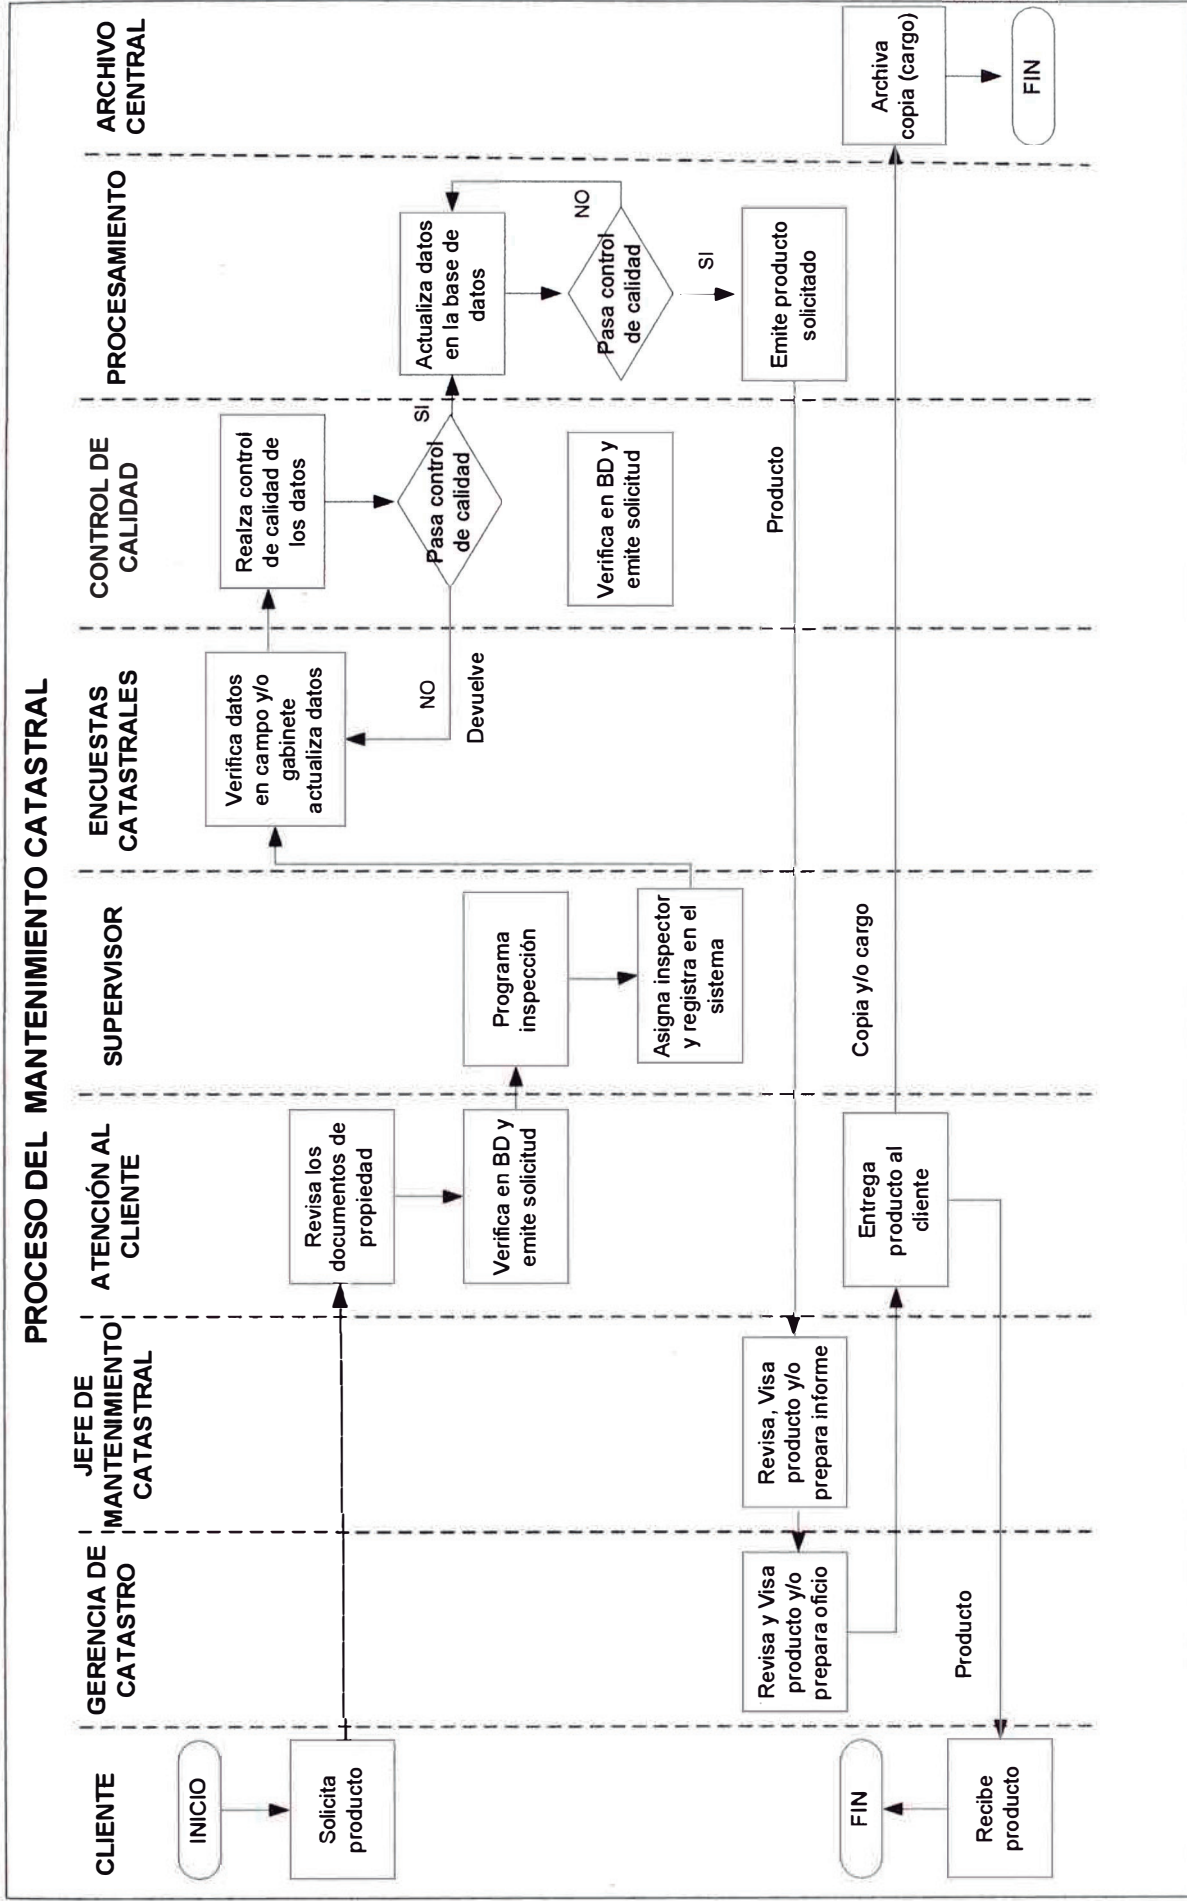 PROCESO DEL MANTENIMIENTO CATASTRAL
CLIENTE
GERENCIA DE
CATASTRO
JEFE DE
MANTENIMIENTO
CATASTRAL
ATENCIÓN AL
CLIENTE
SUPERVISOR
ENCUESTAS
CATASTRALES
CONTROL DE
CALIDAD
PROCESAMIENTO
ARCHIVO
CENTRAL
INICIO
Solicita
producto
Revisa los
documentos de
propiedad
Verifica en BD y
emite solicitud
Programa
inspección
Asigna inspector
y registra en el
sistema
Verifica datos
en campo y/o
gabinete
actualiza datos
Realza control
de calidad de
los datos
Pasa control
de calidad
NO
Devuelve
SI
Verifica en BD y
emite solicitud
Actualiza datos
en la base de
datos
Pasa control
de calidad
NO
SI
Emite producto
solicitado
Producto
Revisa, Visa
producto y/o
prepara informe
Revisa y Visa
producto y/o
prepara oficio
Entrega
producto al
cliente
Copia y/o cargo
Archiva
copia (cargo)
FIN
Producto
Recibe
producto
FIN